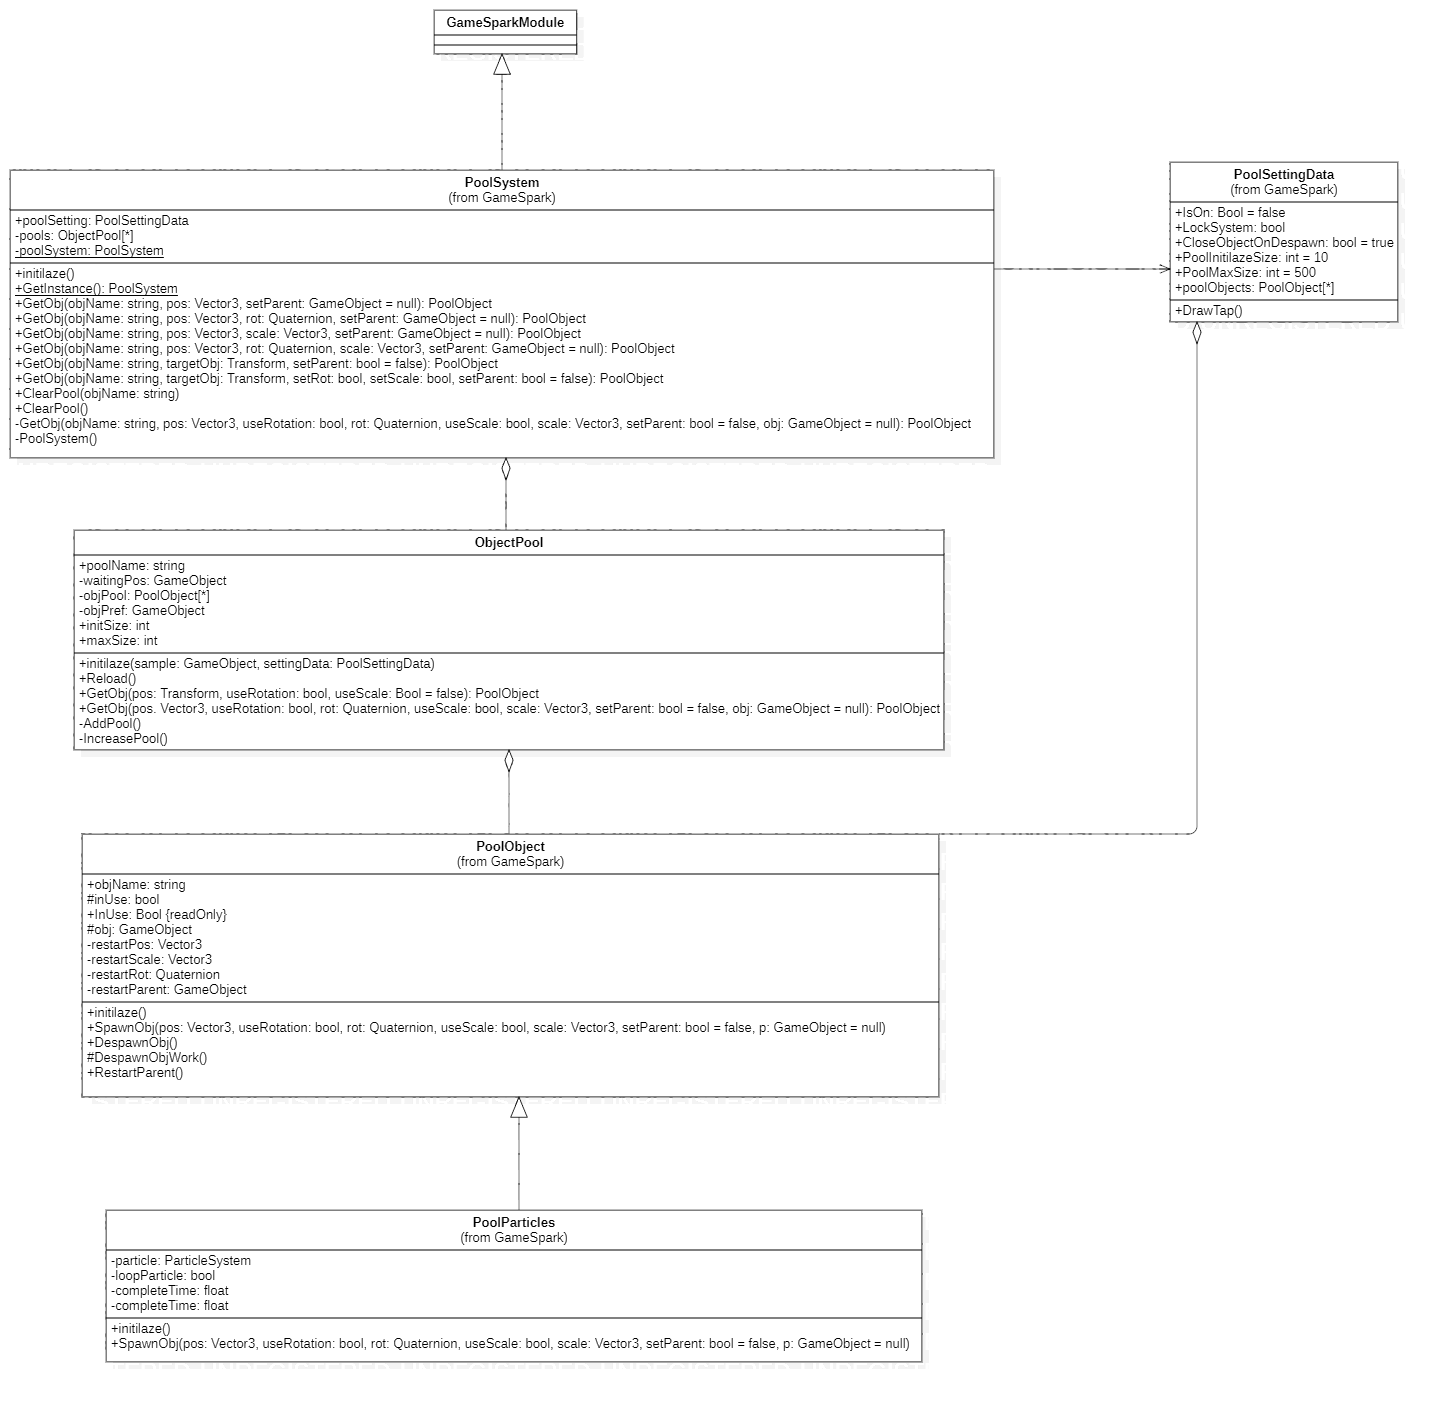 GameSparkModule
PoolSystem
(from GameSpark)
+poolSetting: PoolSettingData
-pools: ObjectPool[*]
-poolSystem: PoolSystem
+initilaze()
+GetInstance(): PoolSystem
+GetObj(objName: string, pos: Vector3, setParent: GameObject = null): PoolObject
+GetObj(objName: string, pos: Vector3, rot: Quaternion, setParent: GameObject = null): PoolObject
+GetObj(objName: string, pos: Vector3, scale: Vector3, setParent: GameObject = null): PoolObject
+GetObj(objName: string, pos: Vector3, rot: Quaternion, scale: Vector3, setParent: GameObject = null): PoolObject
+GetObj(objName: string, targetObj: Transform, setParent: bool = false): PoolObject
+GetObj(objName: string, targetObj: Transform, setRot: bool, setScale: bool, setParent: bool = false): PoolObject
+ClearPool(objName: string)
+ClearPool()
-GetObj(objName: string, pos: Vector3, useRotation: bool, rot: Quaternion, useScale: bool, scale: Vector3, setParent: bool = false, obj: GameObject = null): PoolObject
-PoolSystem()
PoolSettingData
(from GameSpark)
+IsOn: Bool = false
+LockSystem: bool
+CloseObjectOnDespawn: bool = true
+PoolInitilazeSize: int = 10
+PoolMaxSize: int = 500
+poolObjects: PoolObject[*]
+DrawTap()
ObjectPool
+poolName: string
-waitingPos: GameObject
-objPool: PoolObject[*]
-objPref: GameObject
+initSize: int
+maxSize: int
+initilaze(sample: GameObject, settingData: PoolSettingData)
+Reload()
+GetObj(pos: Transform, useRotation: bool, useScale: Bool = false): PoolObject
+GetObj(pos. Vector3, useRotation: bool, rot: Quaternion, useScale: bool, scale: Vector3, setParent: bool = false, obj: GameObject = null): PoolObject
-AddPool()
-IncreasePool()
PoolObject
(from GameSpark)
+objName: string
#inUse: bool
+InUse: Bool {readOnly}
#obj: GameObject
-restartPos: Vector3
-restartScale: Vector3
-restartRot: Quaternion
-restartParent: GameObject
+initilaze()
+SpawnObj(pos: Vector3, useRotation: bool, rot: Quaternion, useScale: bool, scale: Vector3, setParent: bool = false, p: GameObject = null)
+DespawnObj()
#DespawnObjWork()
+RestartParent()
PoolParticles
(from GameSpark)
-particle: ParticleSystem
-loopParticle: bool
-completeTime: float
-completeTime: float
+initilaze()
+SpawnObj(pos: Vector3, useRotation: bool, rot: Quaternion, useScale: bool, scale: Vector3, setParent: bool = false, p: GameObject = null)